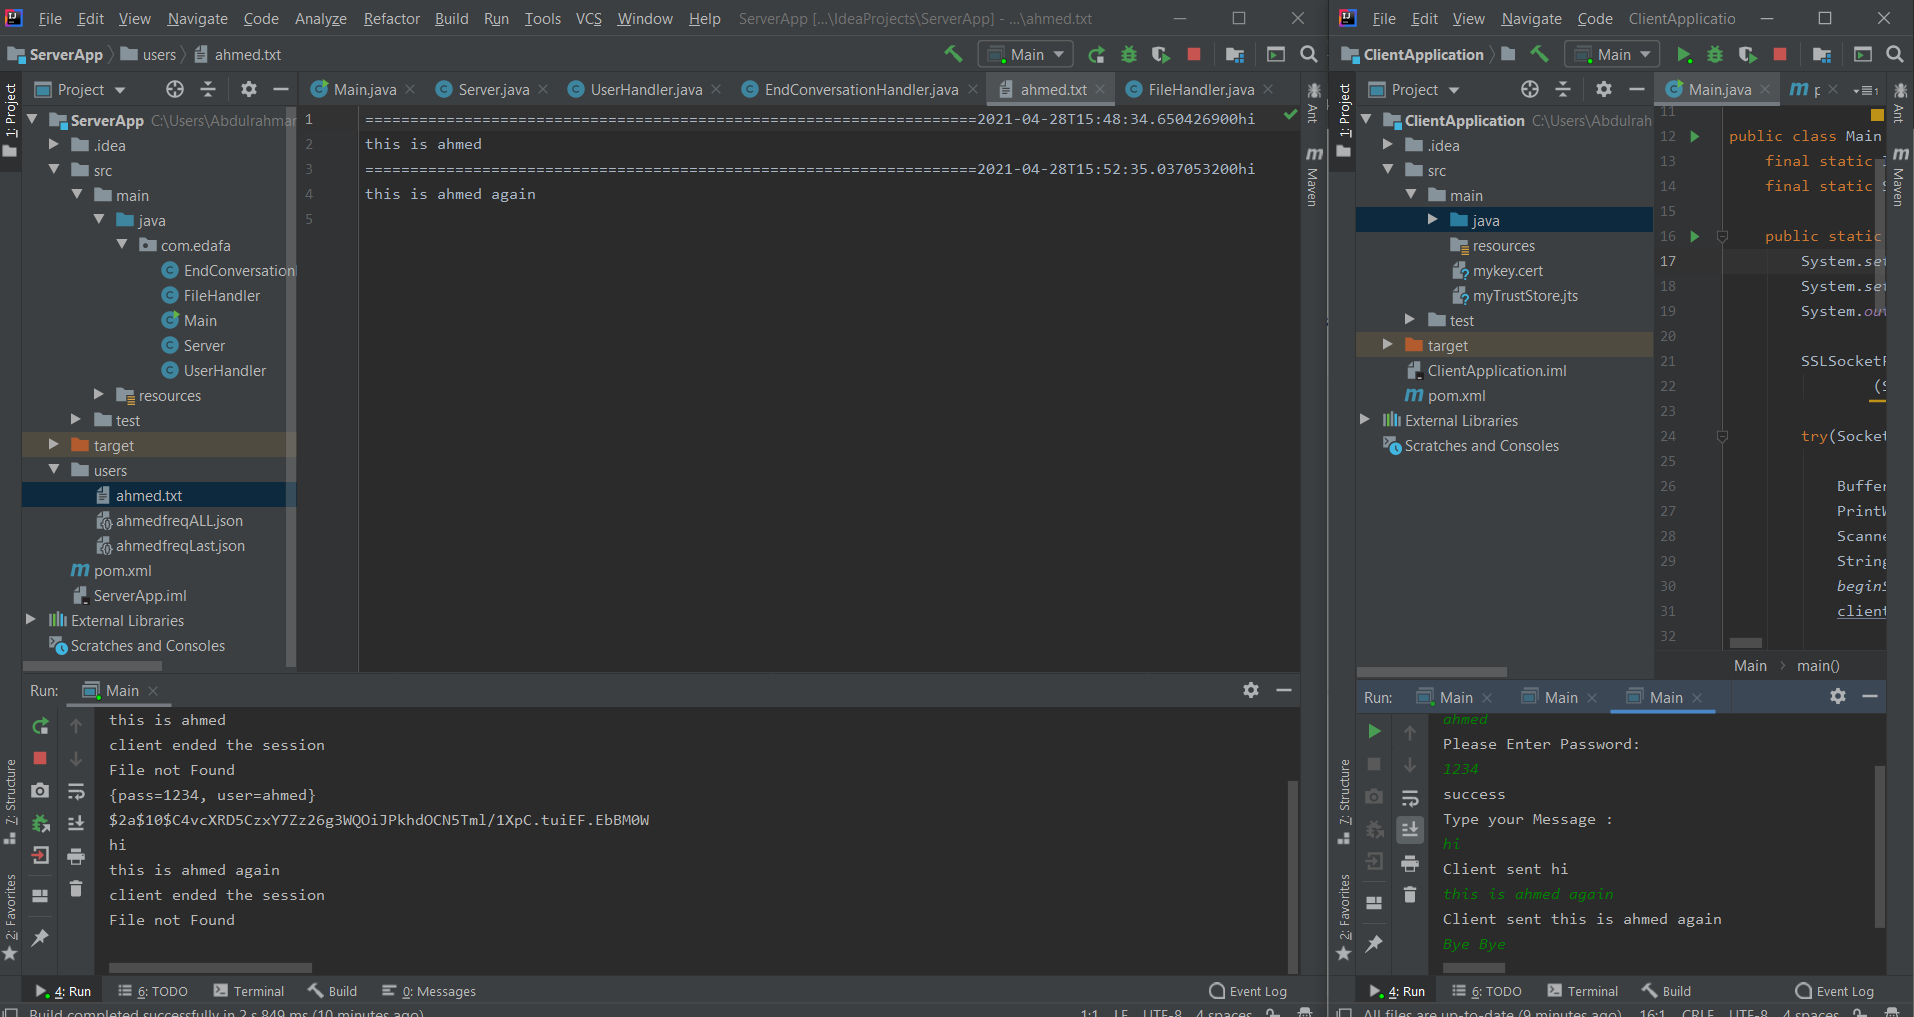 File Edit View Navigate Code Analyze Refactor Build Run Tools VCS Window Help ServerApp [...\IdeaProjects\ServerApp] - ...\ahmed.txt
ServerApp users ahmed.txt Main
1: Project
Project
Main.java Server.java UserHandler.java EndConversationHandler.java ahmed.txt FileHandler.java
ServerApp C:\Users\Abdulrahmar
.idea
src
main
java
com.edafa
EndConversation
FileHandler
Main
Server
UserHandler
resources
test
target
users
ahmed.txt
ahmedfreqALL.json
ahmedfreqLast.json
pom.xml
ServerApp.iml
External Libraries
Scratches and Consoles
1 ====================================================================2021-04-28T15:48:34.650426900hi
2 this is ahmed
3 ====================================================================2021-04-28T15:52:35.037053200hi
4 this is ahmed again
5
Ant
Maven
Run: Main
this is ahmed
client ended the session
File not Found
{pass=1234, user=ahmed}
$2a$10$C4vcXRD5CzxY7Zz26g3WQOiJPkhdOCN5Tml/1XpC.tuiEF.EbBM0W
hi
this is ahmed again
client ended the session
File not Found
7: Structure
2: Favorites
4: Run 6: TODO Terminal Build 0: Messages Event Log
Build completed successfully in 2 s 849 ms (10 minutes ago) 1:1 LF UTF-8 4 spaces
File Edit View Navigate Code ClientApplicatio
ClientApplication Main
1: Project
Project
Main.java
ClientApplication C:\Users\Abdulrah
.idea
src
main
java
resources
mykey.cert
myTrustStore.jts
test
target
ClientApplication.iml
pom.xml
External Libraries
Scratches and Consoles
11
12 public class Main
13 final static
14 final static
15
16 public static
17 System.set
18 System.set
19 System.out
20
21 SSLSocketF
22 (S
23
24 try(Socket
25
26 Buffer
27 PrintW
28 Scanne
29 String
30 beginS
31 client
32
Main main()
Ant
Maven
Run: Main Main Main
ahmed
Please Enter Password:
1234
success
Type your Message :
hi
Client sent hi
this is ahmed again
Client sent this is ahmed again
Bye Bye
7: Structure
2: Favorites
4: Run 6: TODO Terminal Build Event Log
All files are up-to-date (9 minutes ago) 16:1 CRLF UTF-8 4 spaces